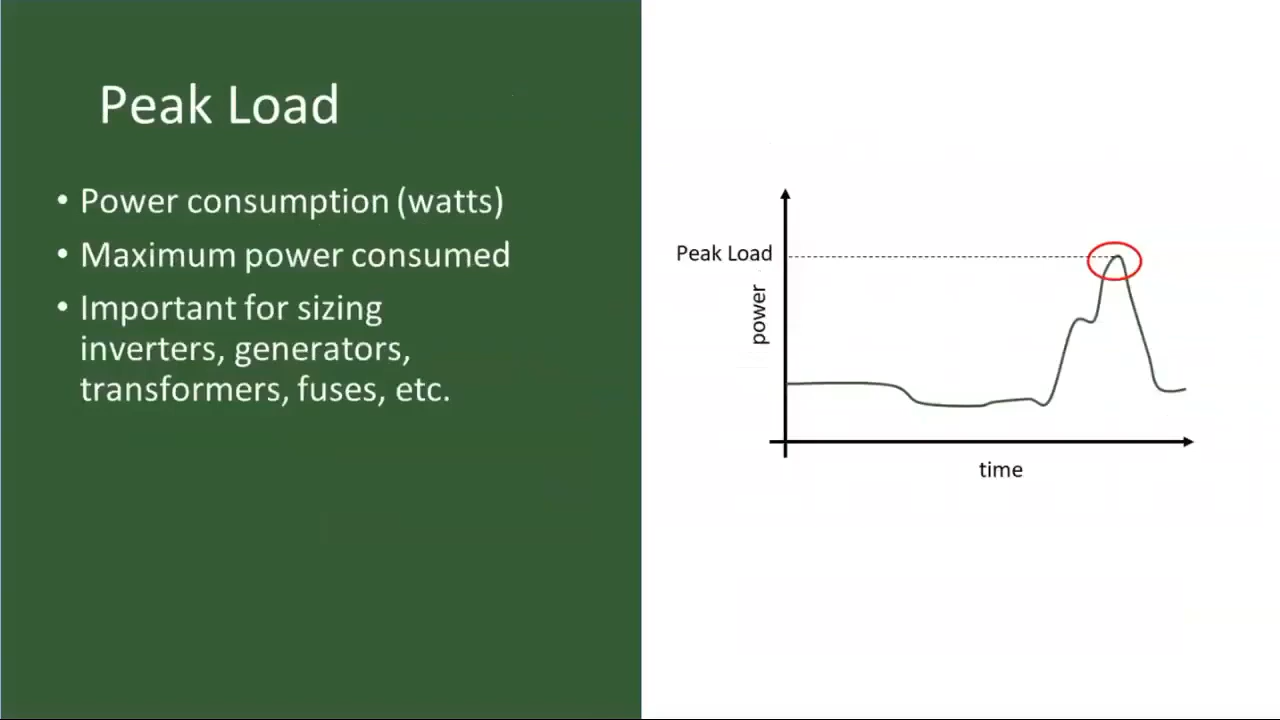 Peak Load
• Power consumption (watts)
• Maximum power consumed
• Important for sizing
inverters, generators,
transformers, fuses, etc.
Peak Load
power
time